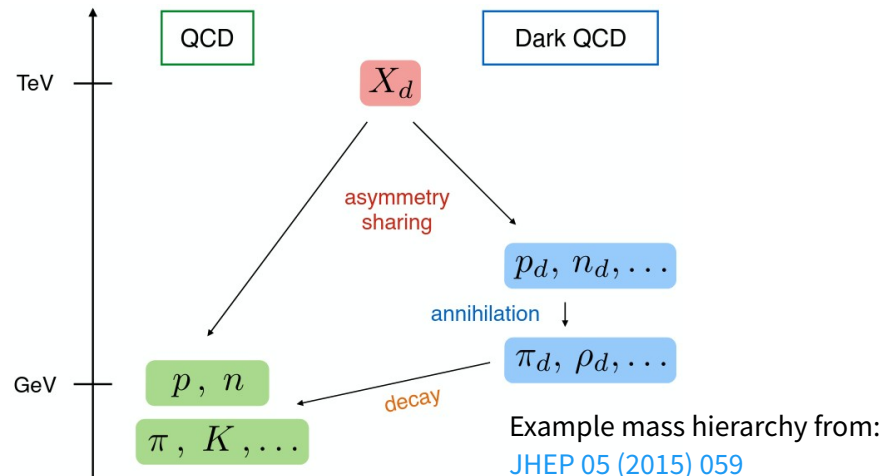 QCD
Dark QCD
TeV
X_d
asymmetry
sharing
p_d, n_d, ...
annihilation
π_d, ρ_d, ...
GeV
p , n
decay
π , K , ...
Example mass hierarchy from:
JHEP 05 (2015) 059